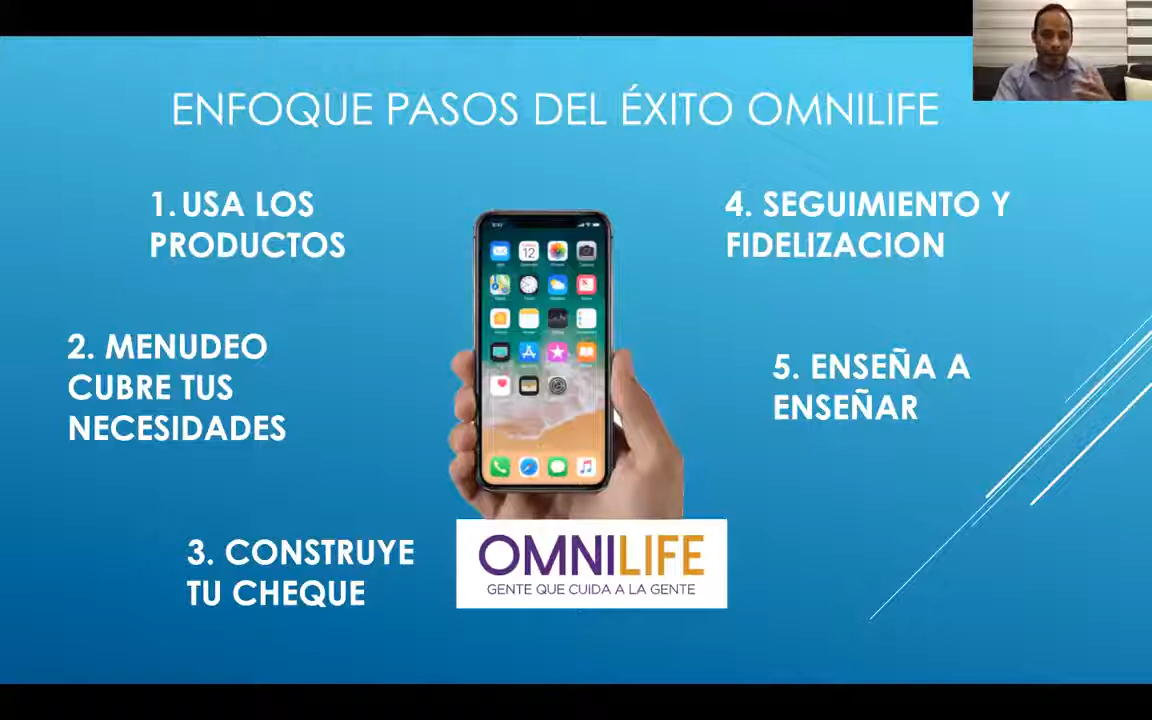 ENFOQUE PASOS DEL ÉXITO OMNILIFE
1. USA LOS
PRODUCTOS
2. MENUDEO
CUBRE TUS
NECESIDADES
3. CONSTRUYE
TU CHEQUE
4. SEGUIMIENTO Y
FIDELIZACION
5. ENSEÑA A
ENSEÑAR
12
OMNILIFE
GENTE QUE CUIDA A LA GENTE